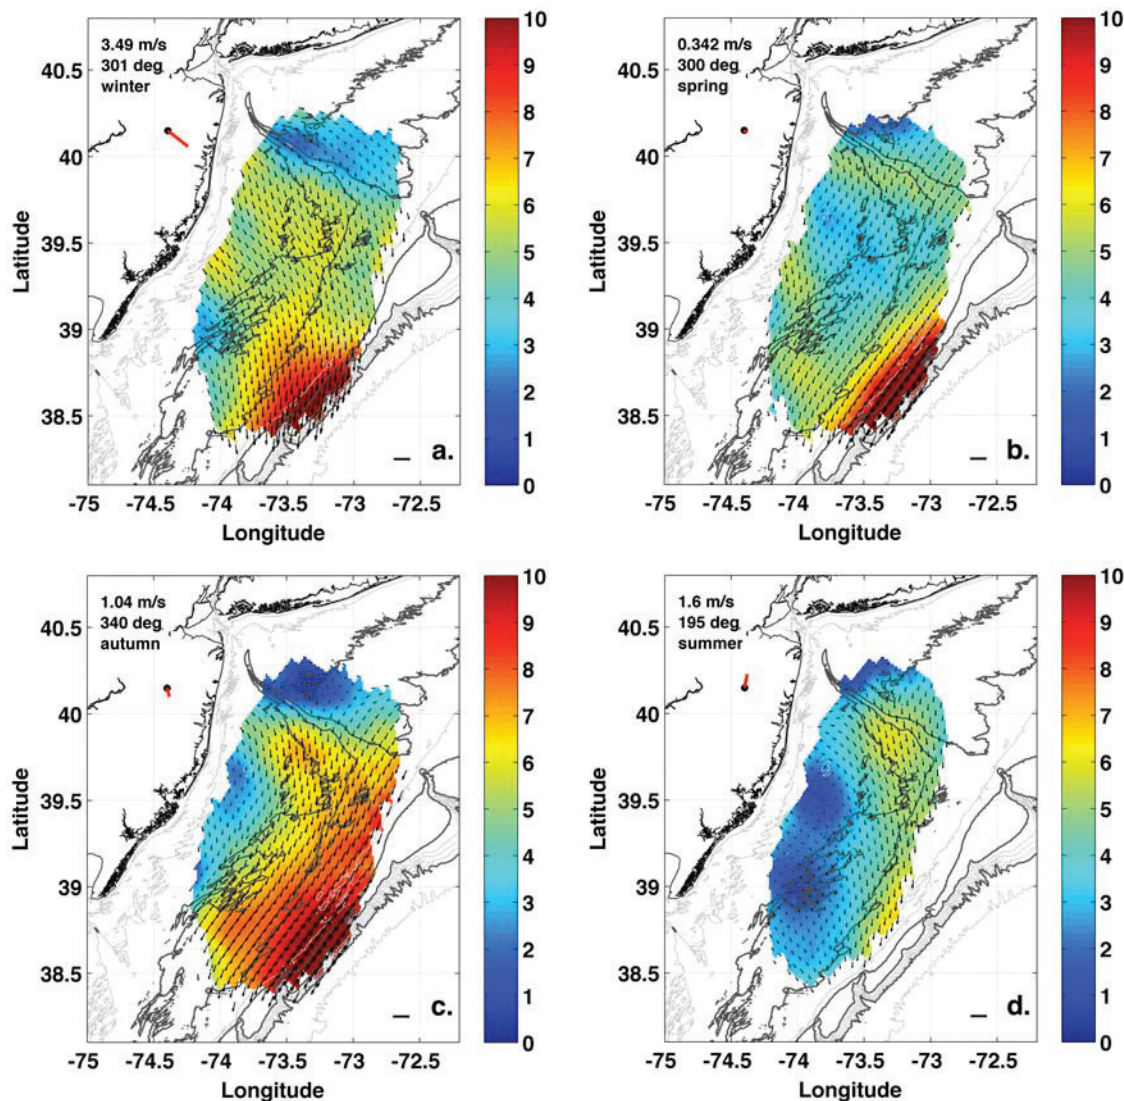 3.49 m/s
301 deg
winter
40.5
40
39.5
39
38.5
Latitude
-75 -74.5 -74 -73.5 -73 -72.5
Longitude
a.
10
9
8
7
6
5
4
3
2
1
0
0.342 m/s
300 deg
spring
40.5
40
39.5
39
38.5
Latitude
-75 -74.5 -74 -73.5 -73 -72.5
Longitude
b.
10
9
8
7
6
5
4
3
2
1
0
1.04 m/s
340 deg
autumn
40.5
40
39.5
39
38.5
Latitude
-75 -74.5 -74 -73.5 -73 -72.5
Longitude
c.
10
9
8
7
6
5
4
3
2
1
0
1.6 m/s
195 deg
summer
40.5
40
39.5
39
38.5
Latitude
-75 -74.5 -74 -73.5 -73 -72.5
Longitude
d.
10
9
8
7
6
5
4
3
2
1
0